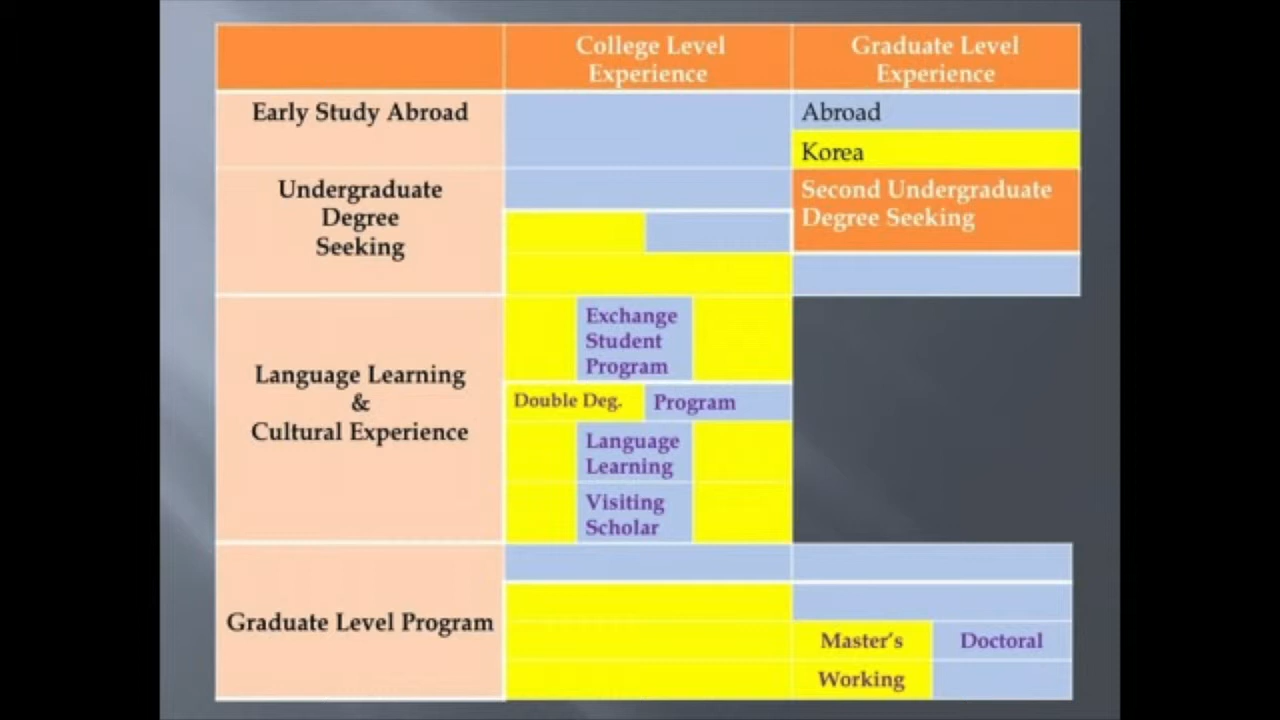 College Level
Experience
Graduate Level
Experience
Early Study Abroad
Abroad
Korea
Undergraduate
Degree
Seeking
Second Undergraduate
Degree Seeking
Language Learning
&
Cultural Experience
Exchange
Student
Program
Double Deg.
Program
Language
Learning
Visiting
Scholar
Graduate Level Program
Master's
Doctoral
Working